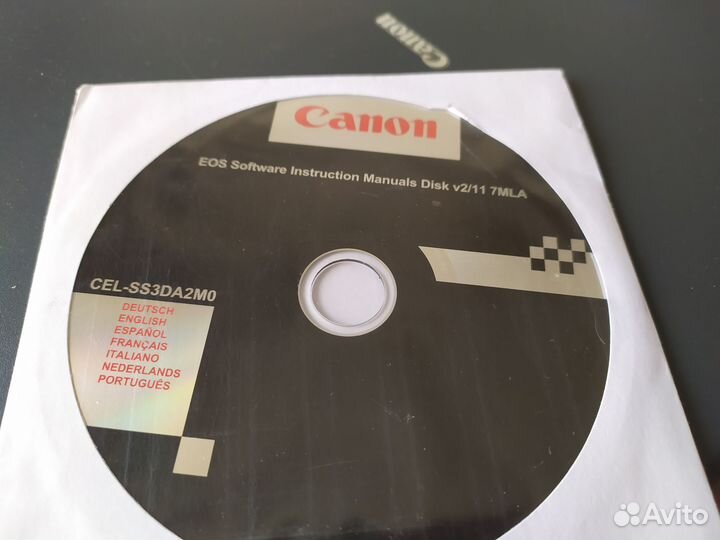 Canon
Canon
EOS Software Instruction Manuals Disk v2/11 7MLA
CEL-SS3DA2M0
DEUTSCH
ENGLISH
ESPAÑOL
FRANÇAIS
ITALIANO
NEDERLANDS
PORTUGUÊS
Avito